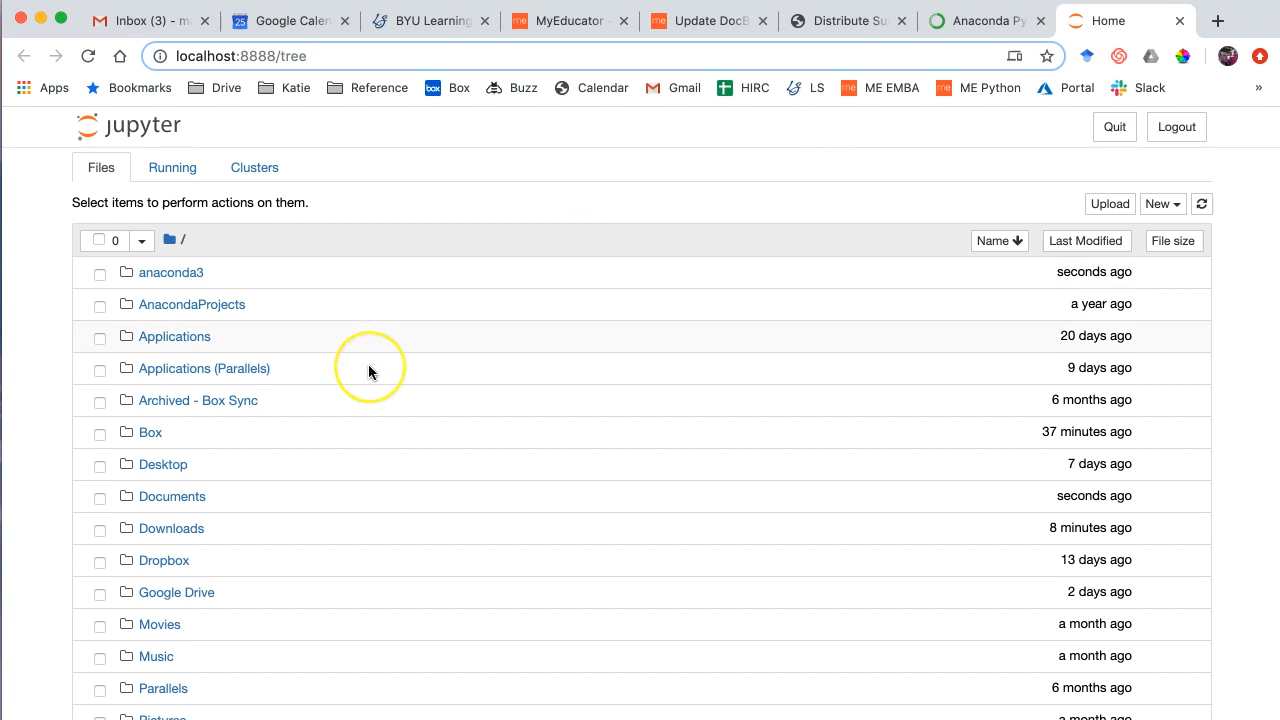 Inbox (3) - m
Google Calen
BYU Learning
MyEducator -
Update DocB
Distribute Su
Anaconda Py
Home
localhost:8888/tree
Apps
Bookmarks
Drive
Katie
Reference
Box
Buzz
Calendar
Gmail
HIRC
LS
ME EMBA
ME Python
Portal
Slack
»
jupyter
Quit
Logout
Files
Running
Clusters
Select items to perform actions on them.
Upload
New
0
/
Name
Last Modified
File size
anaconda3 seconds ago
AnacondaProjects a year ago
Applications 20 days ago
Applications (Parallels) 9 days ago
Archived - Box Sync 6 months ago
Box 37 minutes ago
Desktop 7 days ago
Documents seconds ago
Downloads 8 minutes ago
Dropbox 13 days ago
Google Drive 2 days ago
Movies a month ago
Music a month ago
Parallels 6 months ago
Pictures a month ago